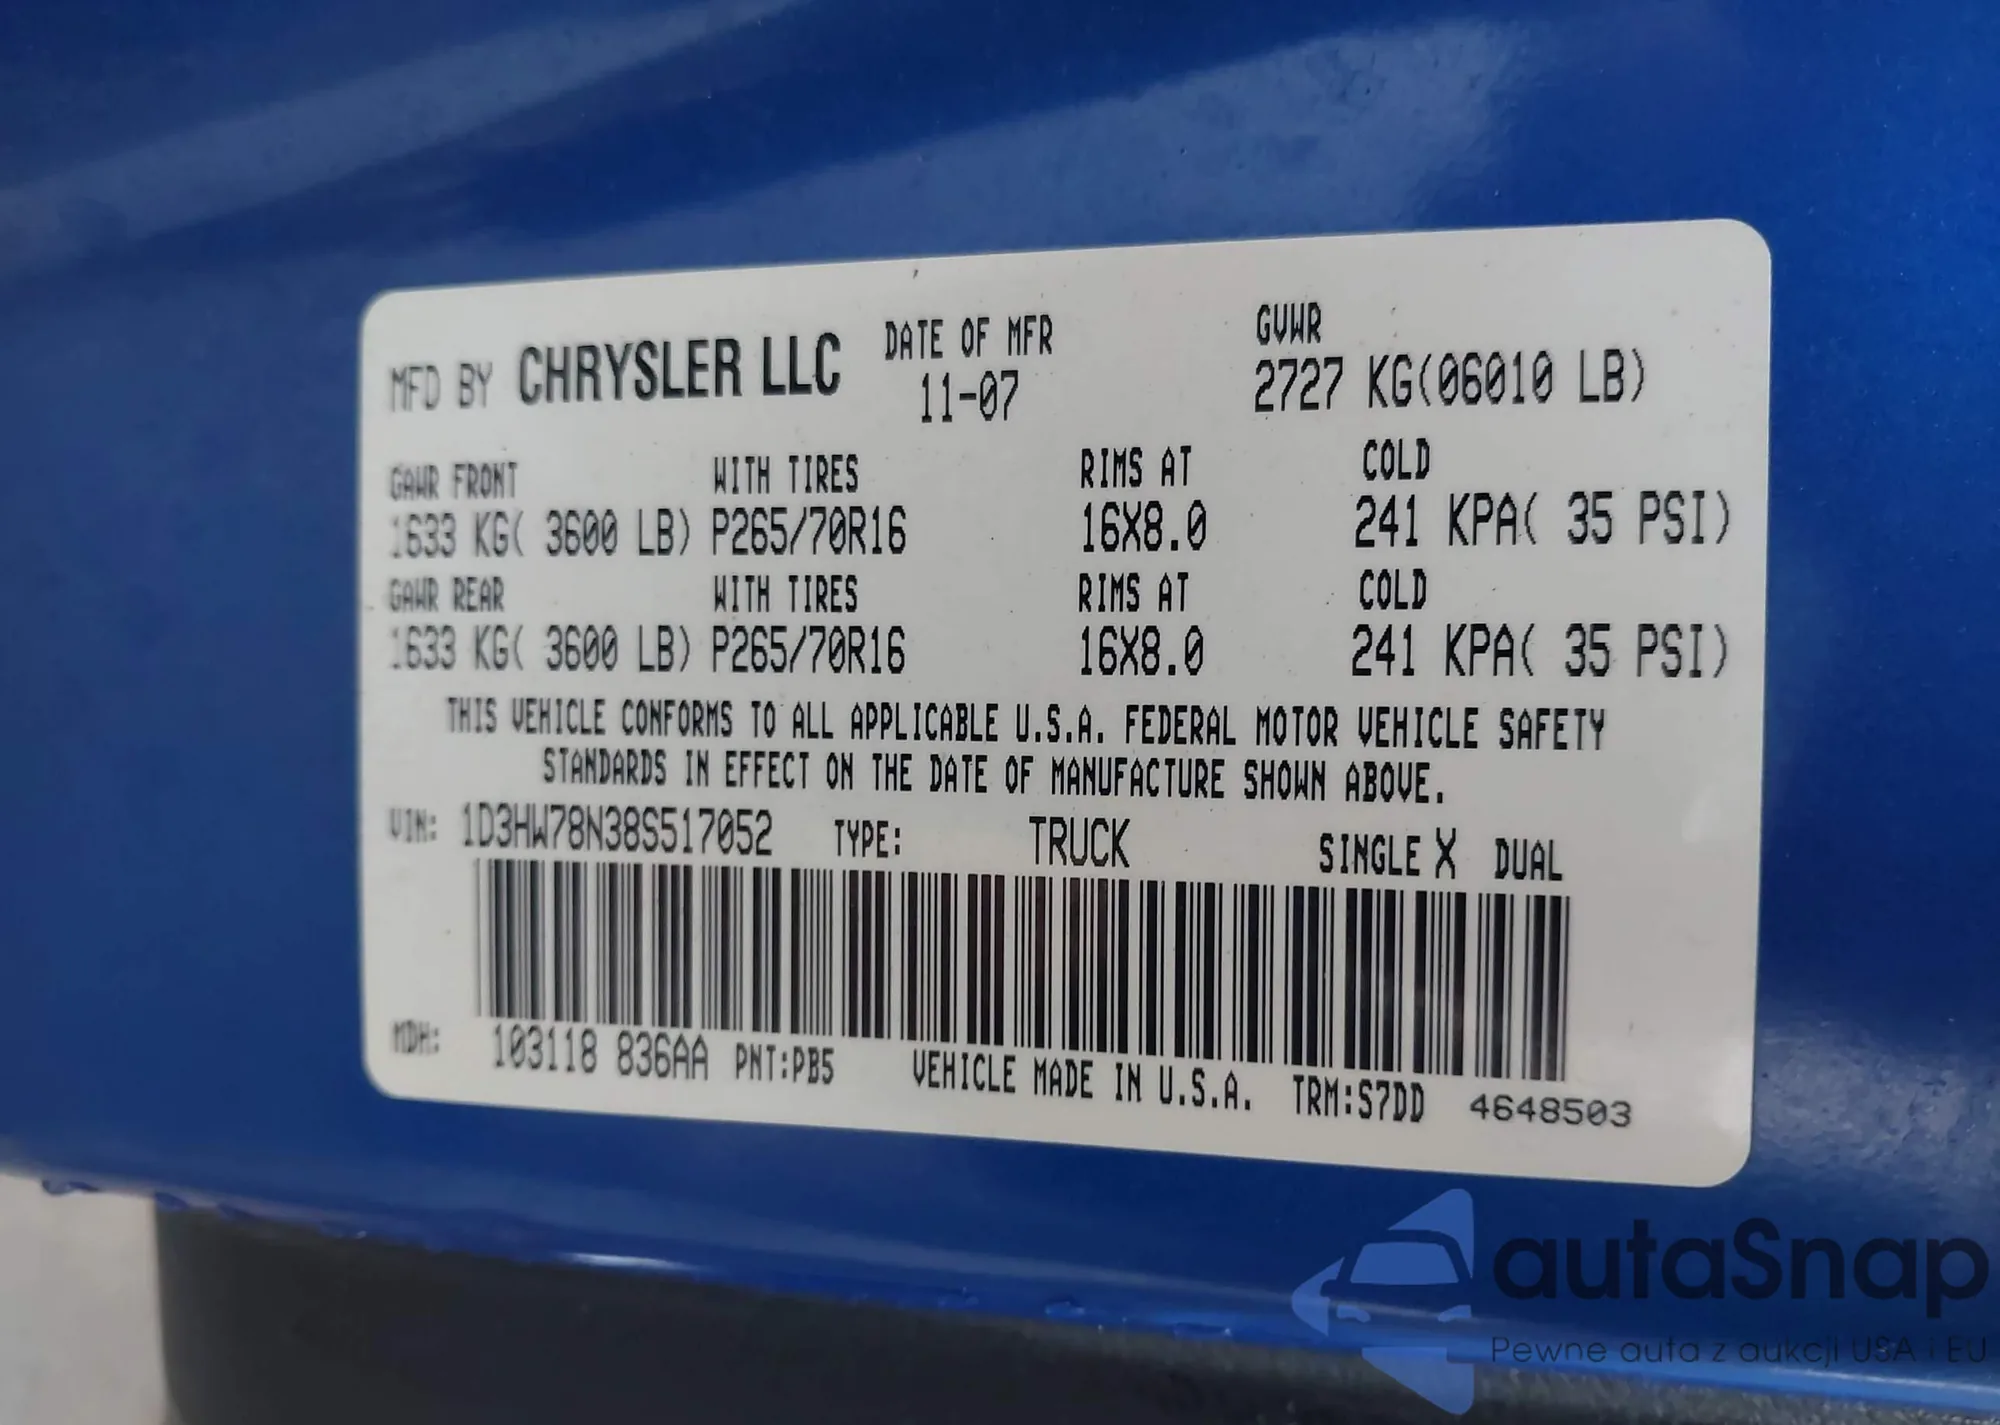 MFD BY CHRYSLER LLC DATE OF MFR GVWR
11-07 2727 KG(06010 LB)
GAWR FRONT WITH TIRES RIMS AT COLD
1633 KG( 3600 LB) P265/70R16 16X8.0 241 KPA( 35 PSI)
GAWR REAR WITH TIRES RIMS AT COLD
1633 KG( 3600 LB) P265/70R16 16X8.0 241 KPA( 35 PSI)
THIS VEHICLE CONFORMS TO ALL APPLICABLE U.S.A. FEDERAL MOTOR VEHICLE SAFETY
STANDARDS IN EFFECT ON THE DATE OF MANUFACTURE SHOWN ABOVE.
VIN: 1D3HW78N38S517052 TYPE: TRUCK SINGLE X DUAL
MDH: 103118 836AA PNT:PB5 VEHICLE MADE IN U.S.A. TRM:S7DD 4648503
autaSnap
Pewne auta z aukcji USA i EU